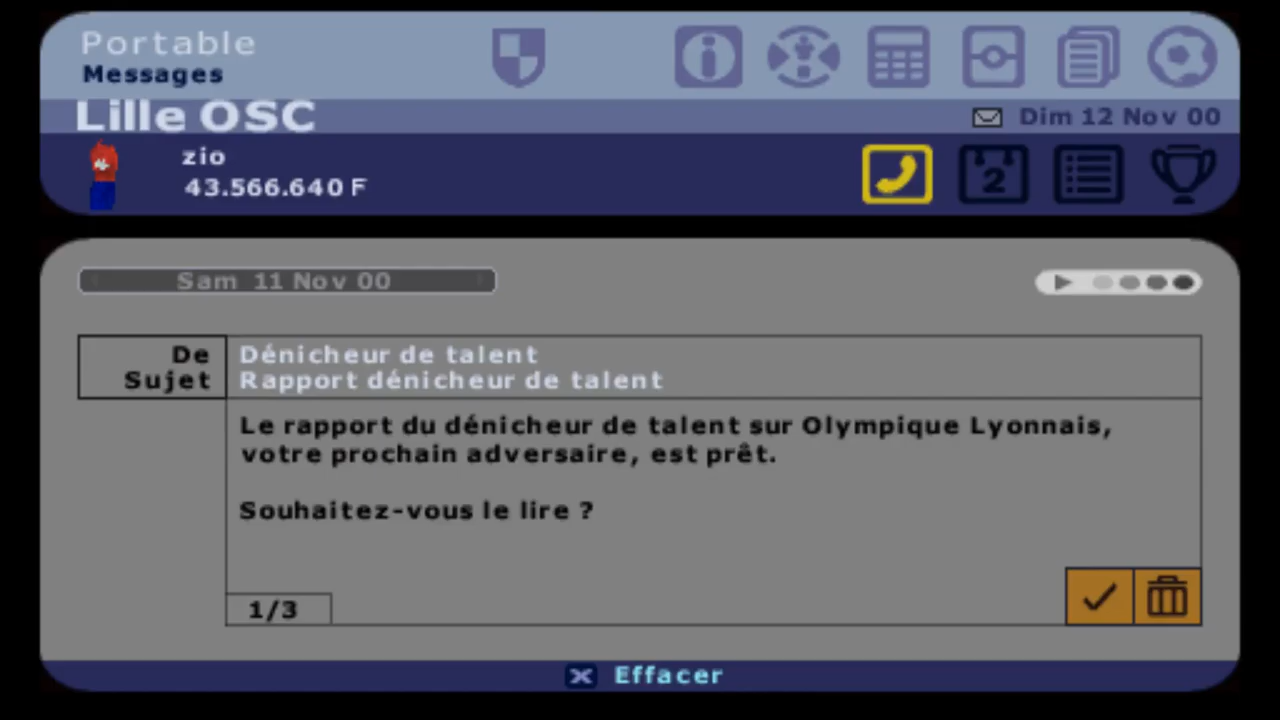 Portable
Messages
Lille OSC
Dim 12 Nov 00
zio
43.566.640 F
2
Sam 11 Nov 00
De
Dénicheur de talent
Sujet
Rapport dénicheur de talent
Le rapport du dénicheur de talent sur Olympique Lyonnais,
votre prochain adversaire, est prêt.
Souhaitez-vous le lire ?
1/3
Effacer